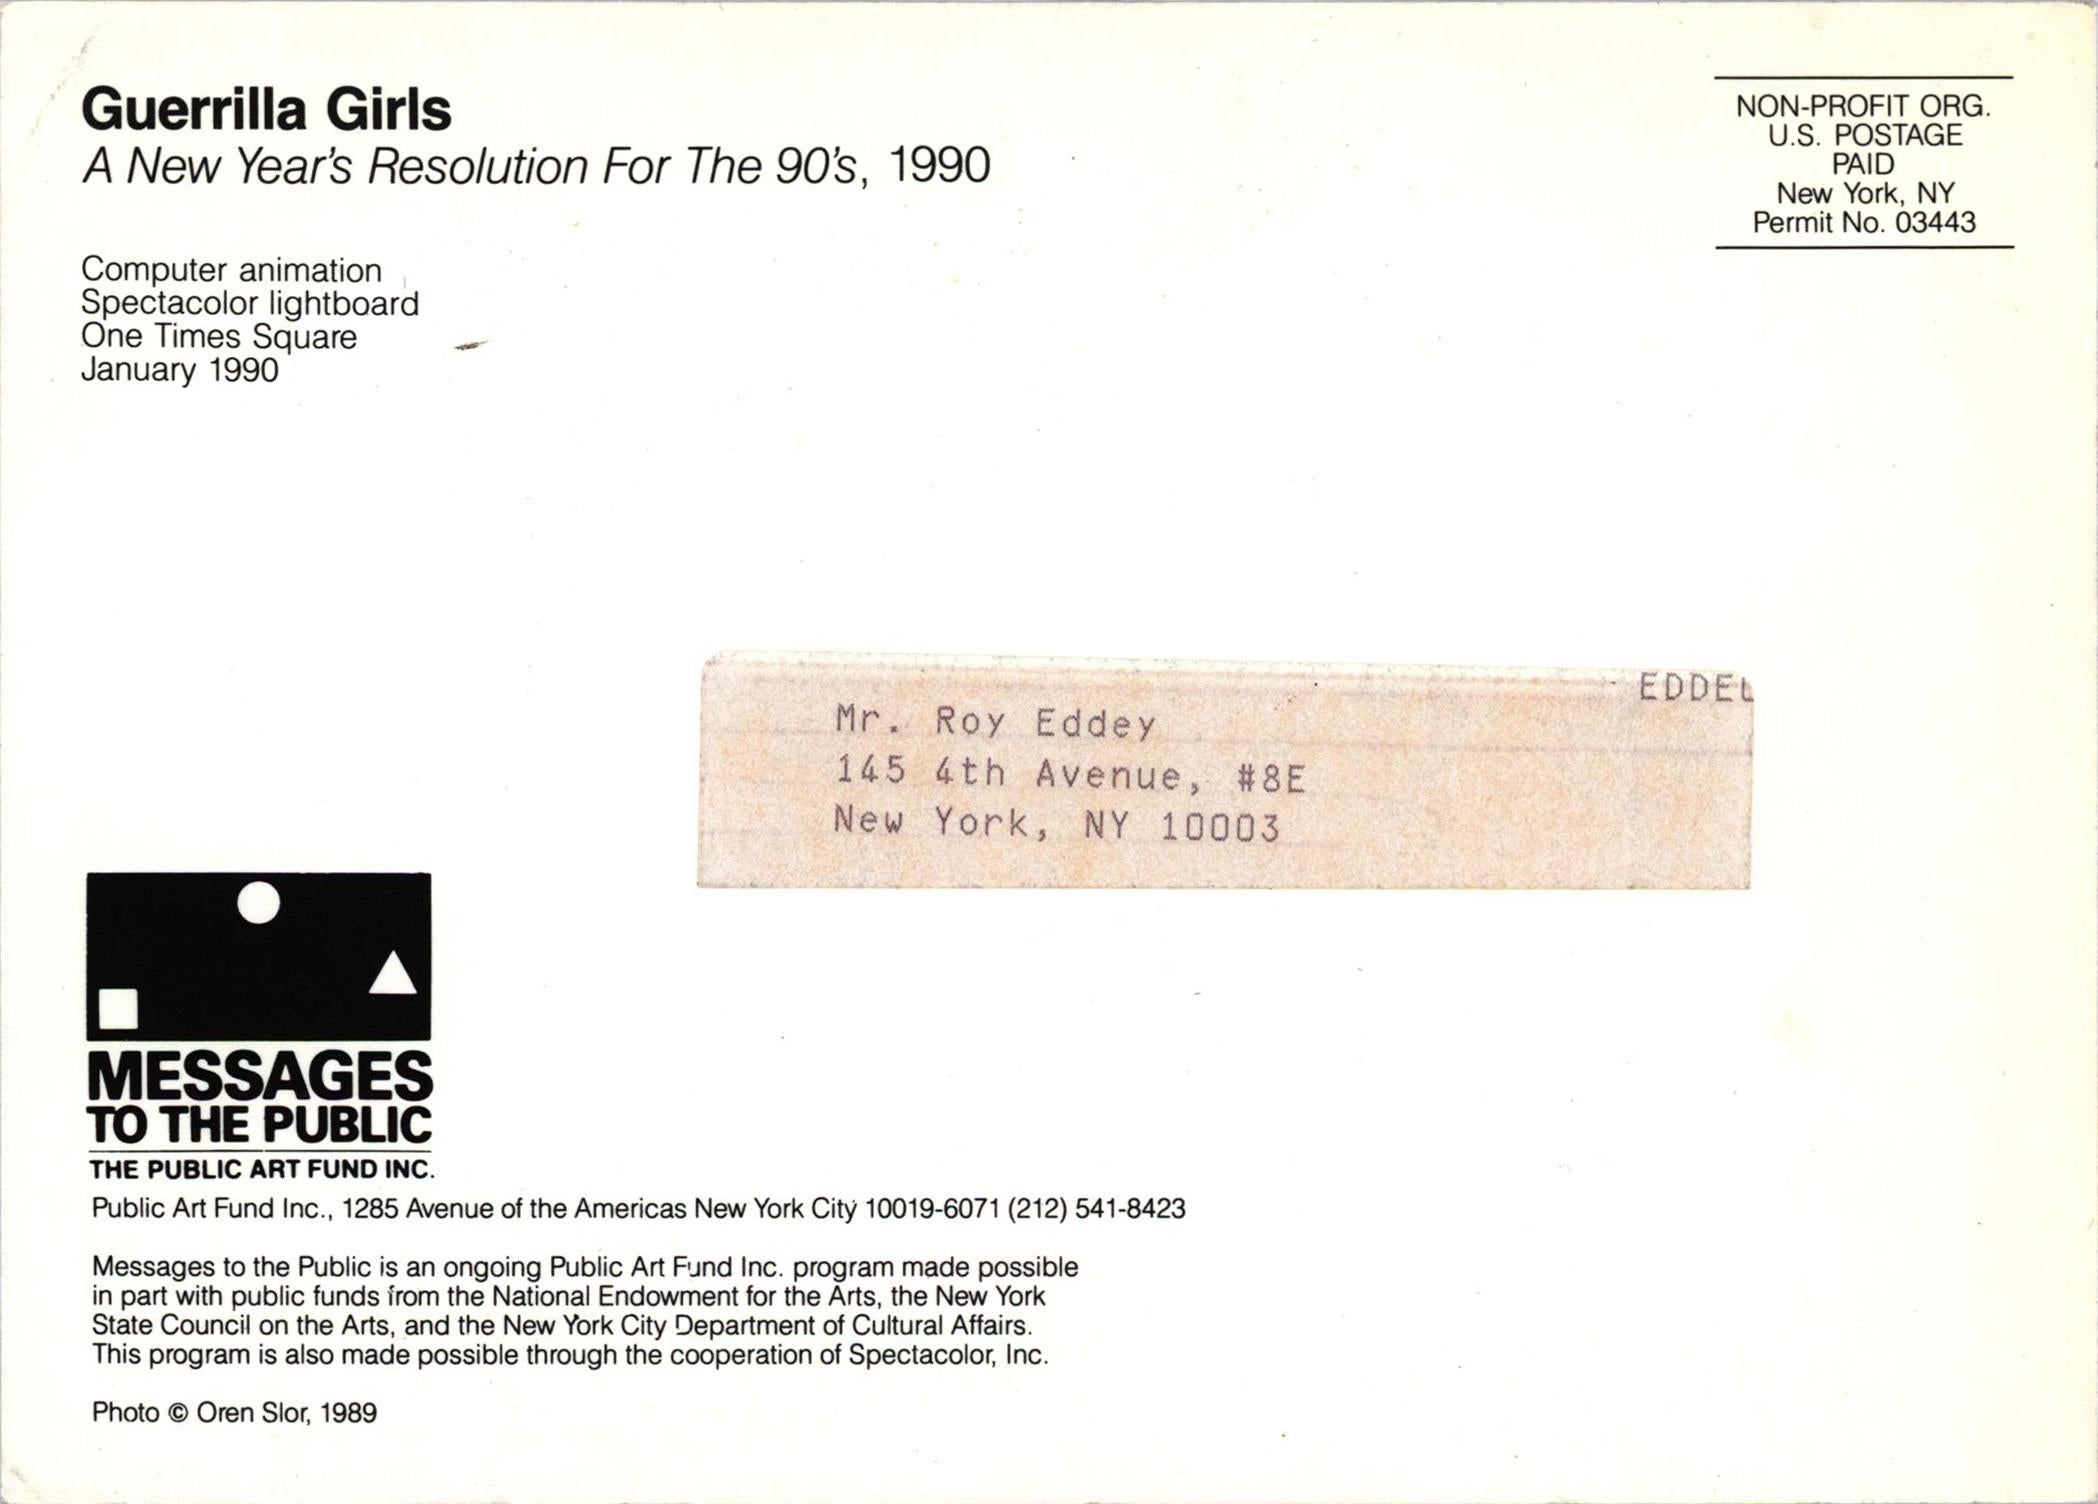 Guerrilla Girls
A New Year's Resolution For The 90's, 1990
Computer animation
Spectacolor lightboard
One Times Square
January 1990
NON-PROFIT ORG.
U.S. POSTAGE
PAID
New York, NY
Permit No. 03443
EDDEL
Mr. Roy Eddey
145 4th Avenue, #8E
New York, NY 10003
MESSAGES
TO THE PUBLIC
THE PUBLIC ART FUND INC.
Public Art Fund Inc., 1285 Avenue of the Americas New York City 10019-6071 (212) 541-8423
Messages to the Public is an ongoing Public Art Fund Inc. program made possible
in part with public funds from the National Endowment for the Arts, the New York
State Council on the Arts, and the New York City Department of Cultural Affairs.
This program is also made possible through the cooperation of Spectacolor, Inc.
Photo © Oren Slor, 1989